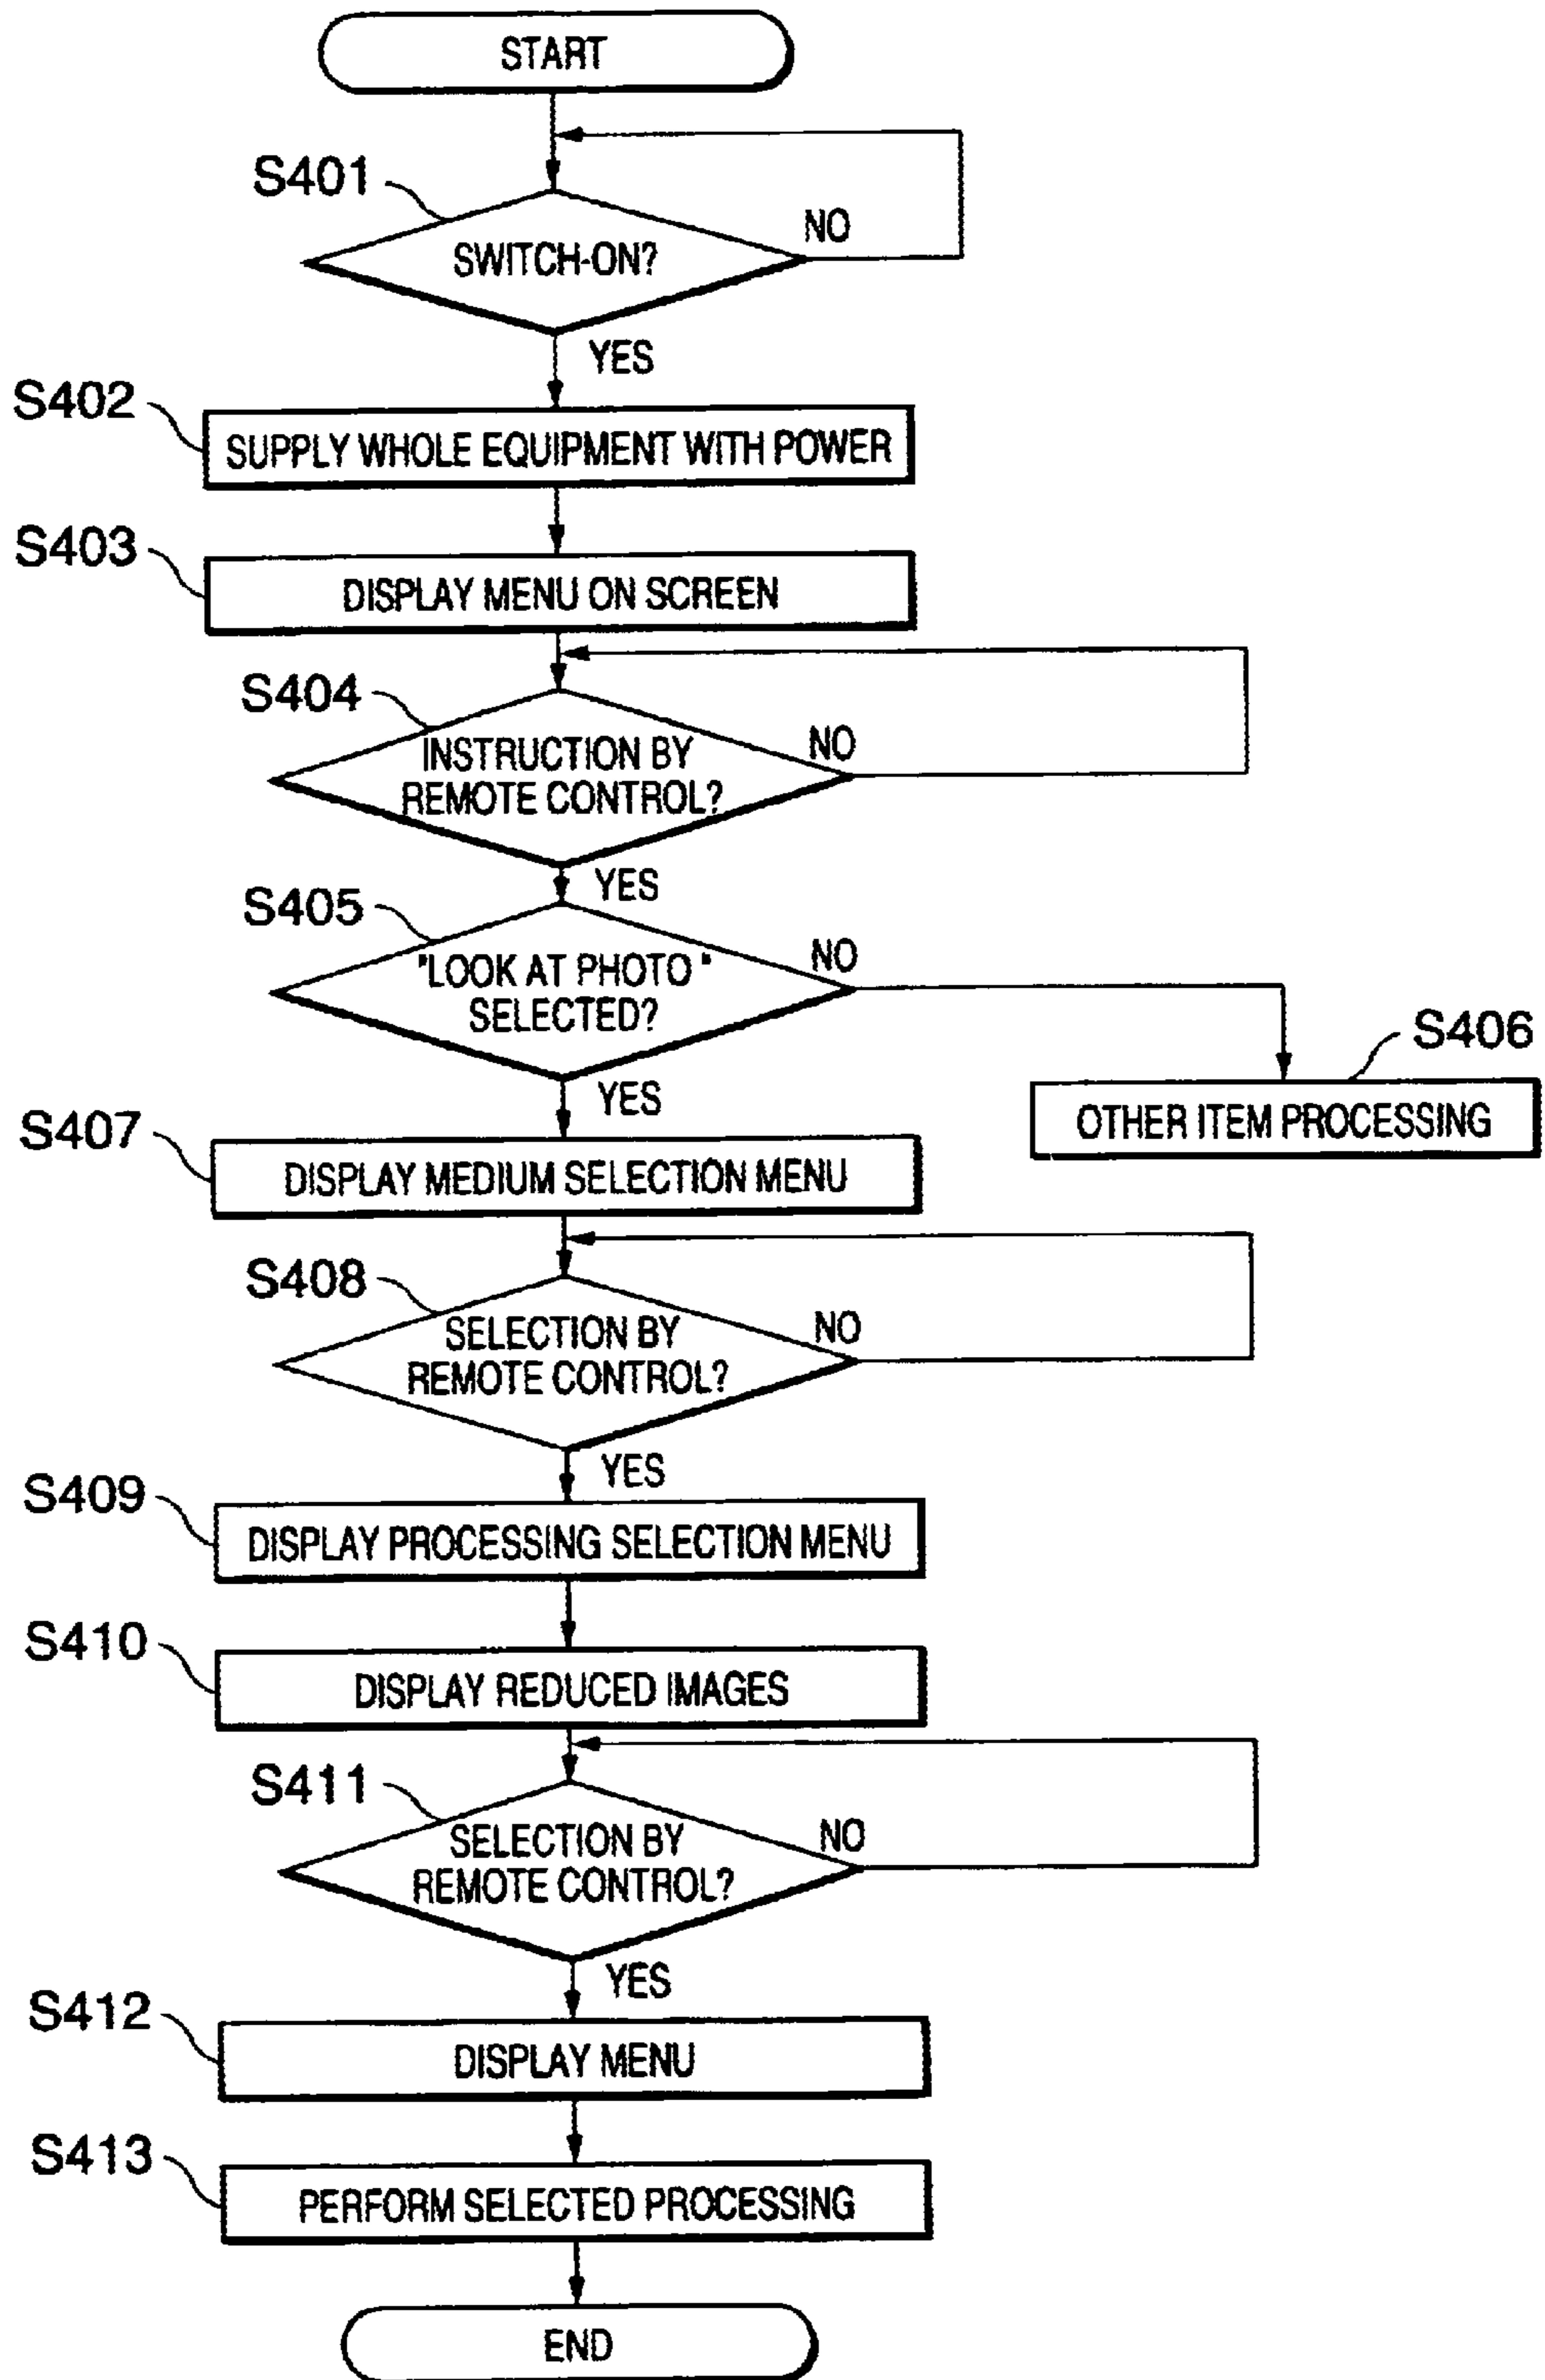 START
S401
NO
SWITCH-ON?
YES
S402
SUPPLY WHOLE EQUIPMENT WITH POWER
S403
DISPLAY MENU ON SCREEN
S404
INSTRUCTION BY
REMOTE CONTROL?
NO
YES
S405
"LOOK AT PHOTO"
SELECTED?
NO
S406
OTHER ITEM PROCESSING
YES
S407
DISPLAY MEDIUM SELECTION MENU
S408
SELECTION BY
REMOTE CONTROL?
NO
YES
S409
DISPLAY PROCESSING SELECTION MENU
S410
DISPLAY REDUCED IMAGES
S411
SELECTION BY
REMOTE CONTROL?
NO
YES
S412
DISPLAY MENU
S413
PERFORM SELECTED PROCESSING
END